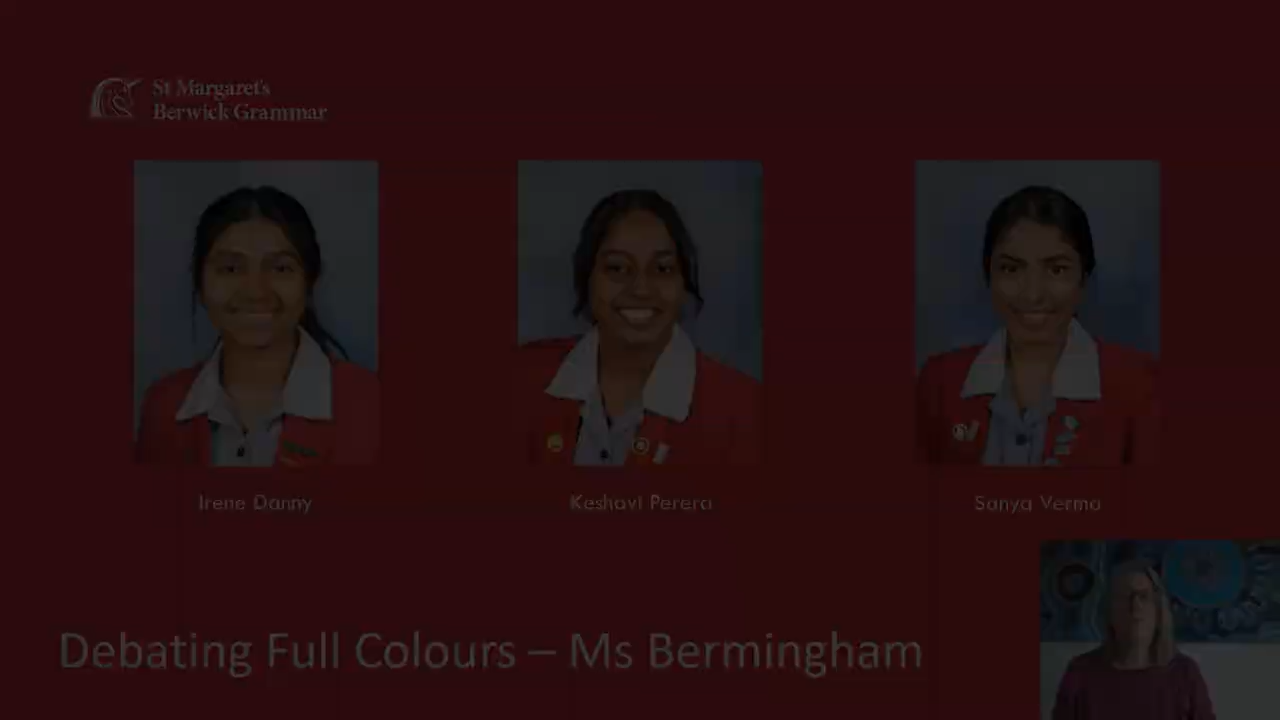 St Margaret's
Berwick Grammar
Irene Danny
Keshavi Perera
Sanya Verma
Debating Full Colours – Ms Bermingham